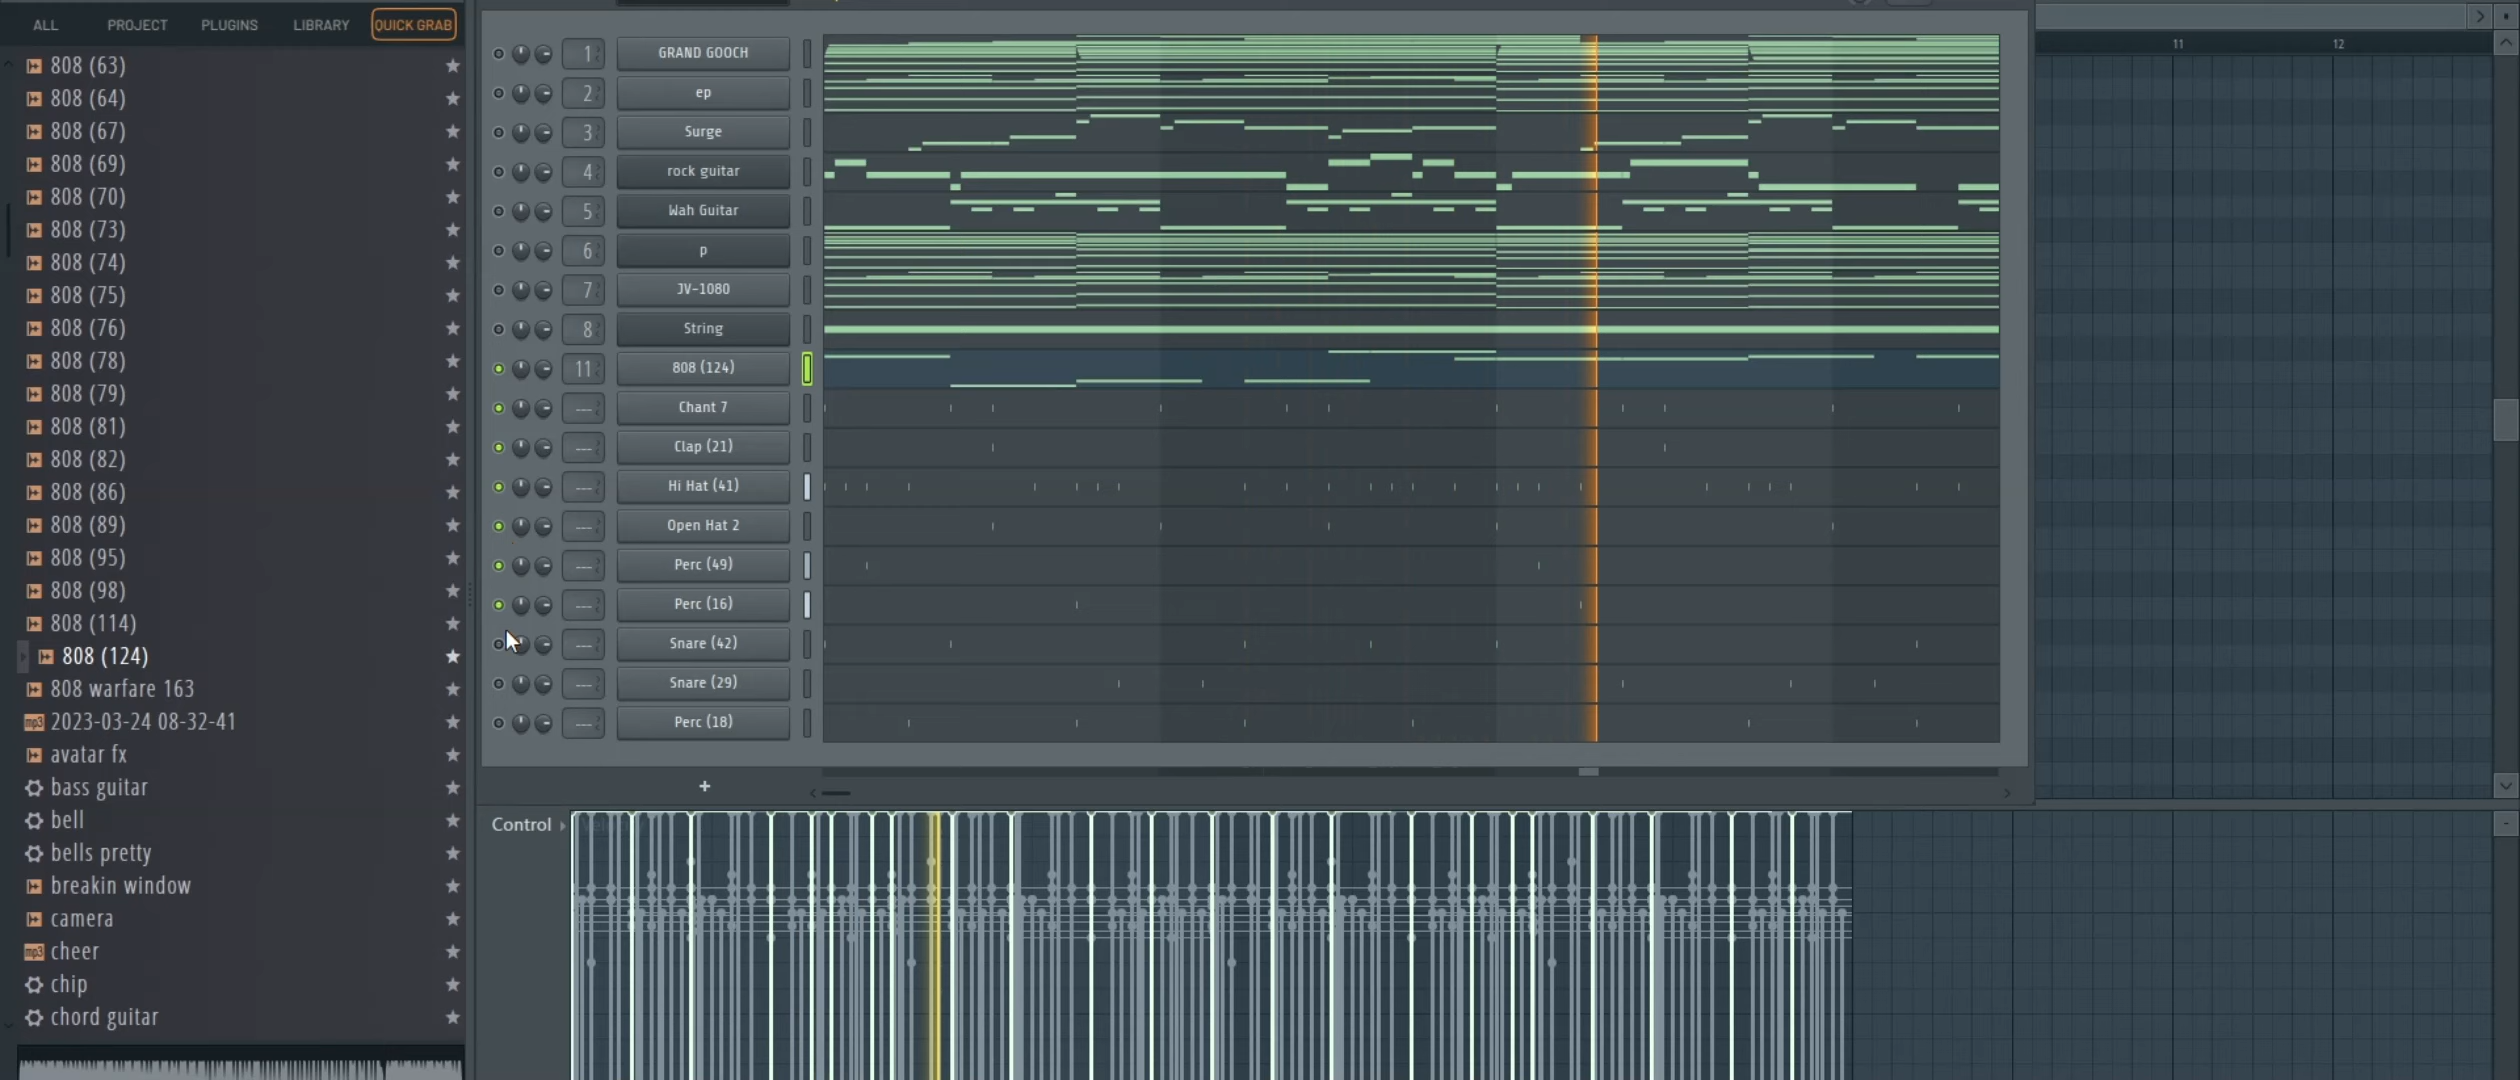 ALL PROJECT PLUGINS LIBRARY QUICK GRAB
808 (63)
808 (64)
808 (67)
808 (69)
808 (70)
808 (73)
808 (74)
808 (75)
808 (76)
808 (78)
808 (79)
808 (81)
808 (82)
808 (86)
808 (89)
808 (95)
808 (98)
808 (114)
808 (124)
808 warfare 163
mp3 2023-03-24 08-32-41
avatar fx
bass guitar
bell
bells pretty
breakin window
camera
mp3 cheer
chip
chord guitar
1 GRAND GOOCH
2 ep
3 Surge
4 rock guitar
5 Wah Guitar
6 p
7 JV-1080
8 String
11 808 (124)
--- Chant 7
--- Clap (21)
--- Hi Hat (41)
--- Open Hat 2
--- Perc (49)
--- Perc (16)
--- Snare (42)
--- Snare (29)
--- Perc (18)
+
Control
11 12